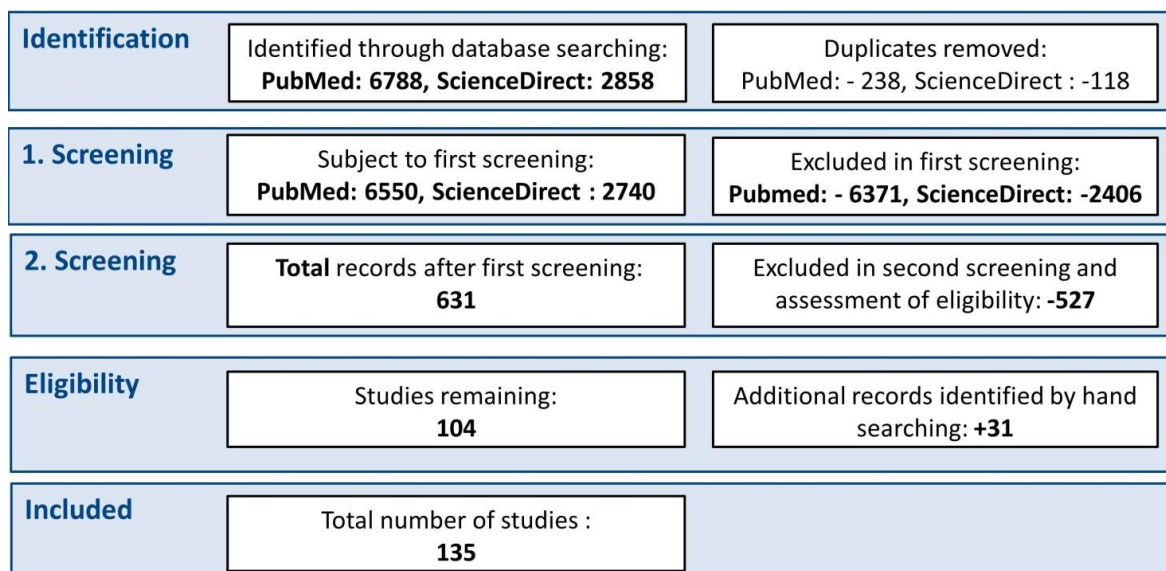 Identification
Identified through database searching:
PubMed: 6788, ScienceDirect: 2858
Duplicates removed:
PubMed: - 238, ScienceDirect : -118
1. Screening
Subject to first screening:
PubMed: 6550, ScienceDirect : 2740
Excluded in first screening:
Pubmed: - 6371, ScienceDirect: -2406
2. Screening
Total records after first screening:
631
Excluded in second screening and
assessment of eligibility: -527
Eligibility
Studies remaining:
104
Additional records identified by hand
searching: +31
Included
Total number of studies :
135